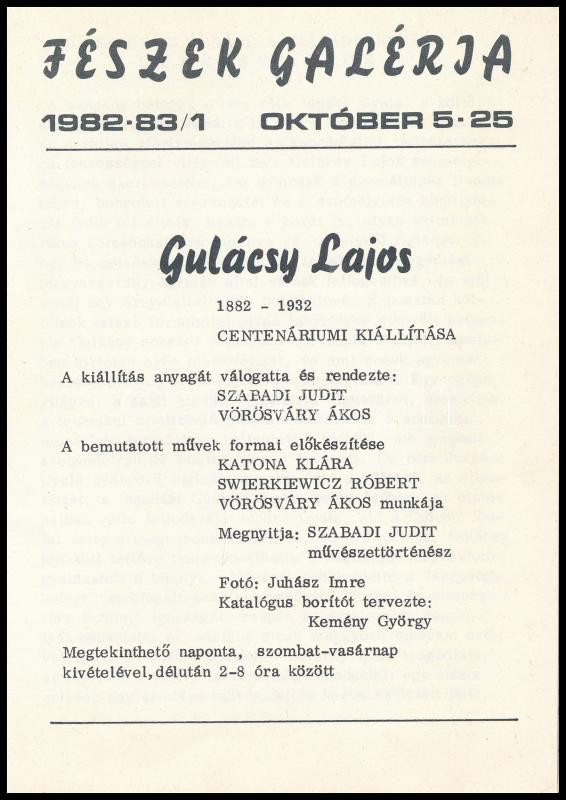 FÉSZEK GALÉRIA
1982-83/1 OKTÓBER 5-25
Gulácsy Lajos
1882 - 1932
CENTENÁRIUMI KIÁLLÍTÁSA
A kiállítás anyagát válogatta és rendezte:
SZABADI JUDIT
VÖRÖSVÁRY ÁKOS
A bemutatott művek formai előkészítése
KATONA KLÁRA
SWIERKIEWICZ RÓBERT
VÖRÖSVÁRY ÁKOS munkája
Megnyitja: SZABADI JUDIT
művészettörténész
Fotó: Juhász Imre
Katalógus borítót tervezte:
Kemény György
Megtekinthető naponta, szombat-vasárnap
kivételével, délután 2-8 óra között